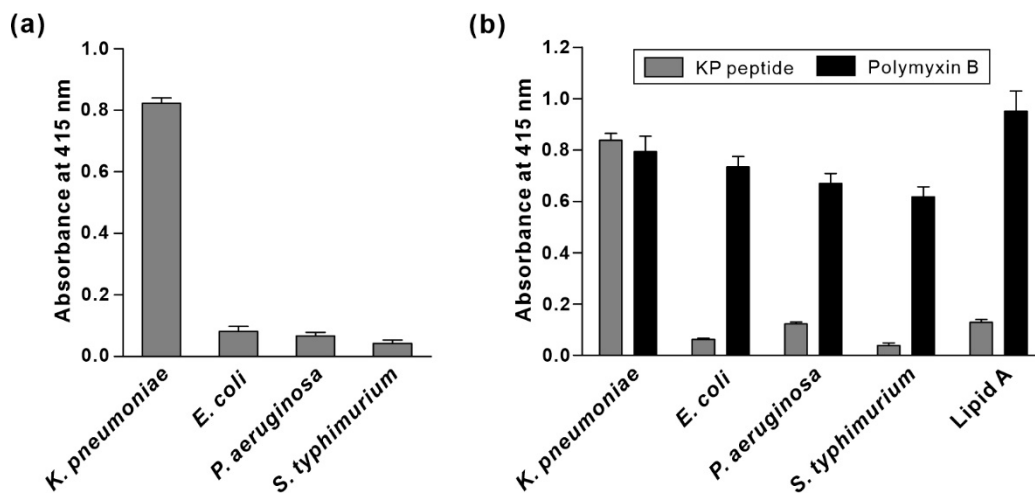 (a)
Absorbance at 415 nm
1.0
0.8
0.6
0.4
0.2
0.0
K. pneumoniae
E. coli
P. aeruginosa
S. typhimurium
(b)
Absorbance at 415 nm
1.2
1.0
0.8
0.6
0.4
0.2
0.0
KP peptide
Polymyxin B
K. pneumoniae
E. coli
P. aeruginosa
S. typhimurium
Lipid A